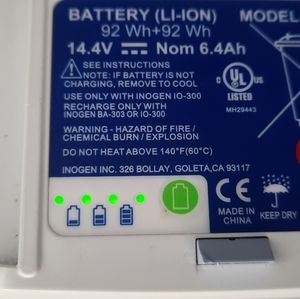 BATTERY (LI-ION) MODEL
92 Wh+92 Wh
14.4V Nom 6.4Ah
SEE INSTRUCTIONS
IMMEDIATELY IF BATTERY IS NOT
CHARGING, REMOVE TO COOL
USE ONLY WITH INOGEN IO-300
RECHARGE ONLY WITH
INOGEN BA-303 OR IO-300
WARNING - HAZARD OF FIRE /
CHEMICAL BURN / EXPLOSION
DO NOT HEAT ABOVE 140°F(60°C)
INOGEN INC. 326 BOLLAY, GOLETA, CA 93117
c UL US
LISTED
MH29443
CE
MADE IN
CHINA
KEEP DRY